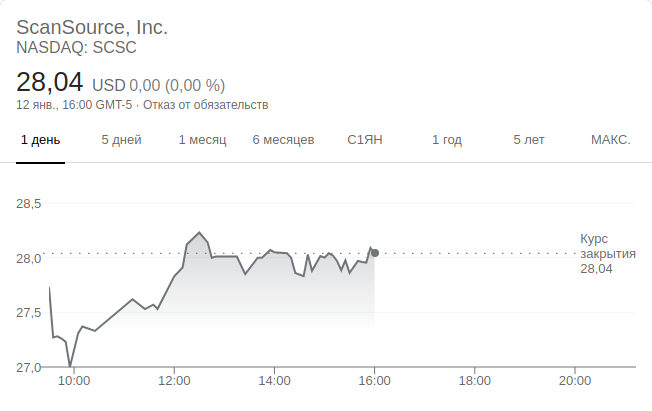 ScanSource, Inc.
NASDAQ: SCSC
28,04 USD 0,00 (0,00 %)
12 янв., 16:00 GMT-5 · Отказ от обязательств
1 день 5 дней 1 месяц 6 месяцев С1ЯН 1 год 5 лет МАКС.
28,5
Курс
28,0 закрытия
28,04
27,5
27,0
10:00 12:00 14:00 16:00 18:00 20:00